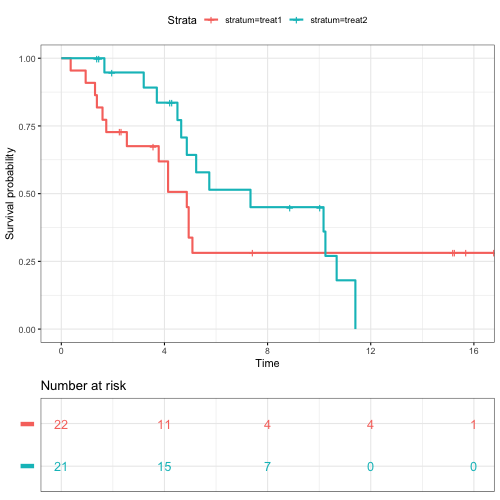 Strata stratum=treat1 stratum=treat2
1.00
0.75
0.50
0.25
0.00
Survival probability
0 4 8 12 16
Time
Number at risk
22 11 4 4 1
21 15 7 0 0